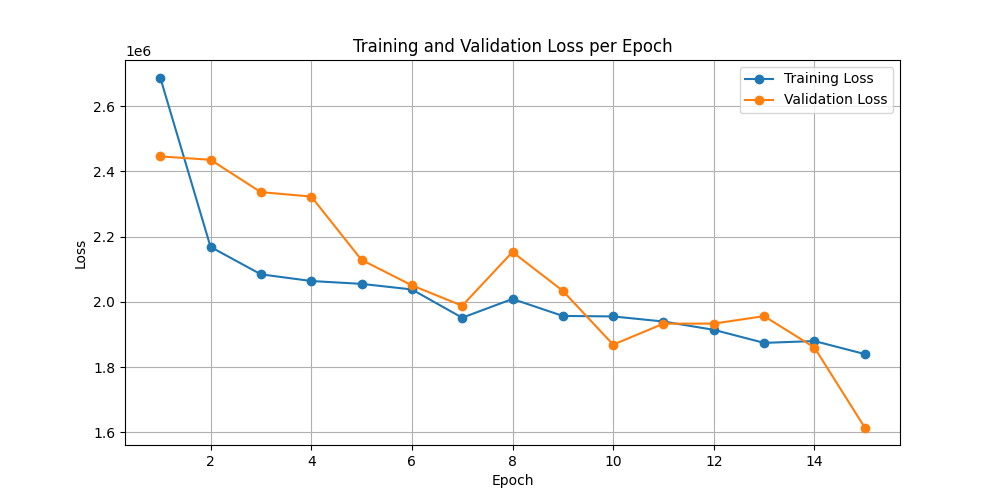 Training and Validation Loss per Epoch
1e6
Training Loss
Validation Loss
2.6
2.4
2.2
2.0
1.8
1.6
Loss
2 4 6 8 10 12 14
Epoch